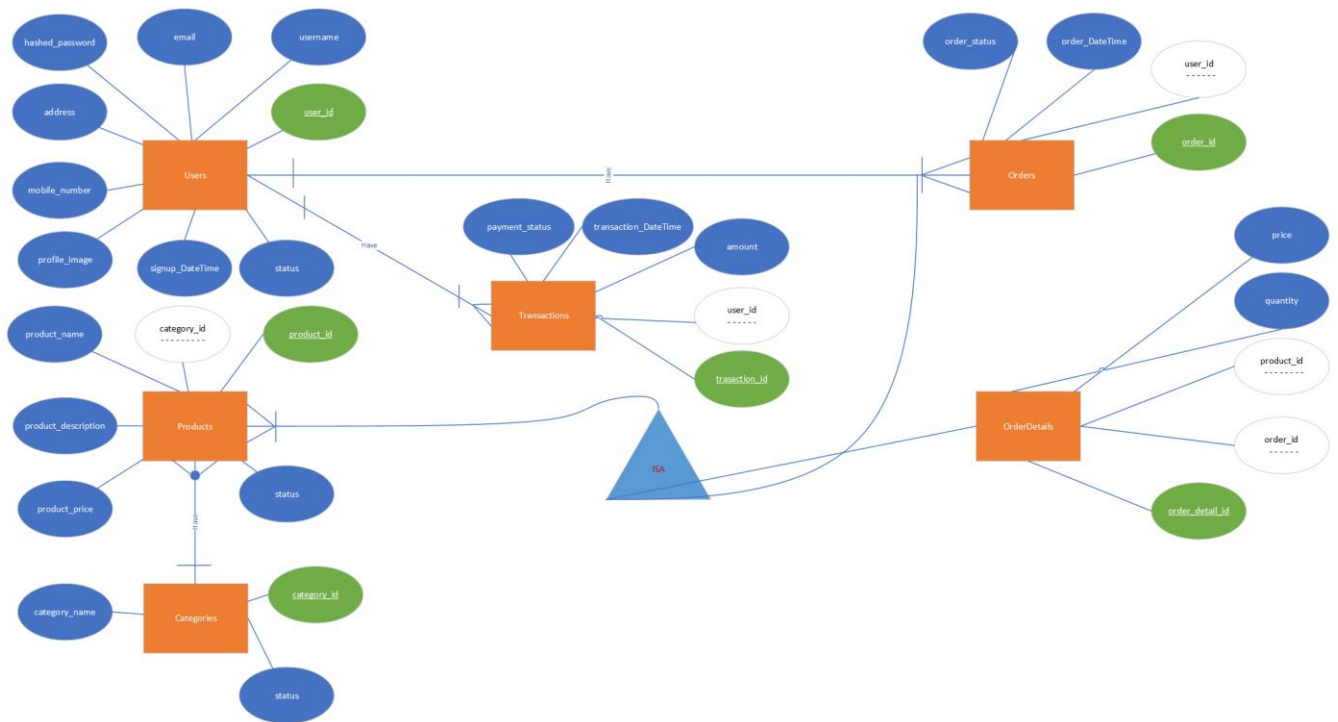 hashed_password
email
username
order_status
order_DateTime
user_id
address
user_id
order_id
Users
Have
Orders
mobile_number
payment_status
transaction_DateTime
price
amount
Have
profile_image
signup_DateTime
status
quantity
Transactions
user_id
product_name
category_id
product_id
product_id
trasaction_id
product_description
Products
OrderDetails
order_id
ISA
status
product_price
order_detail_id
Have
category_name
Categories
category_id
status